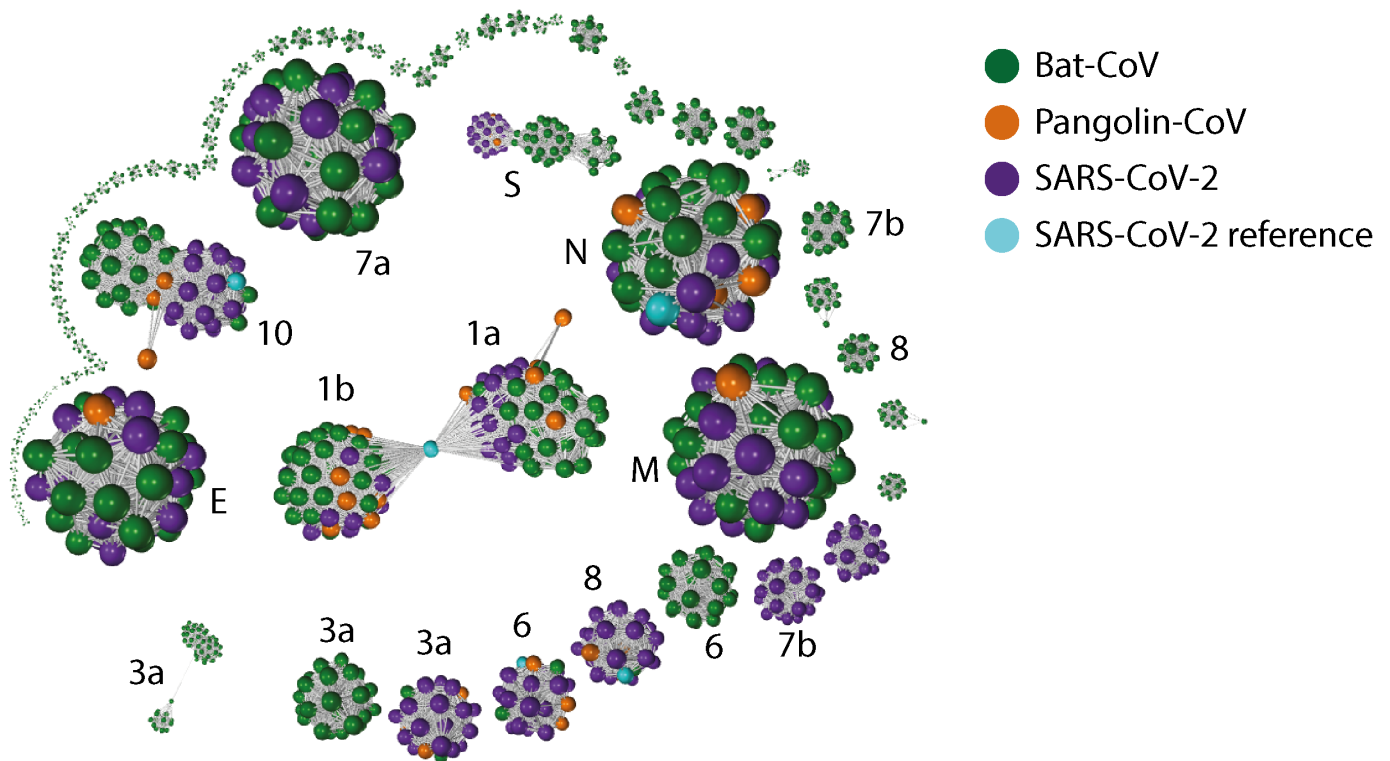 Bat-CoV
Pangolin-CoV
SARS-CoV-2
SARS-CoV-2 reference
S
7a
N
7b
10
1a
8
1b
M
E
8
3a
3a
6
6
7b
3a